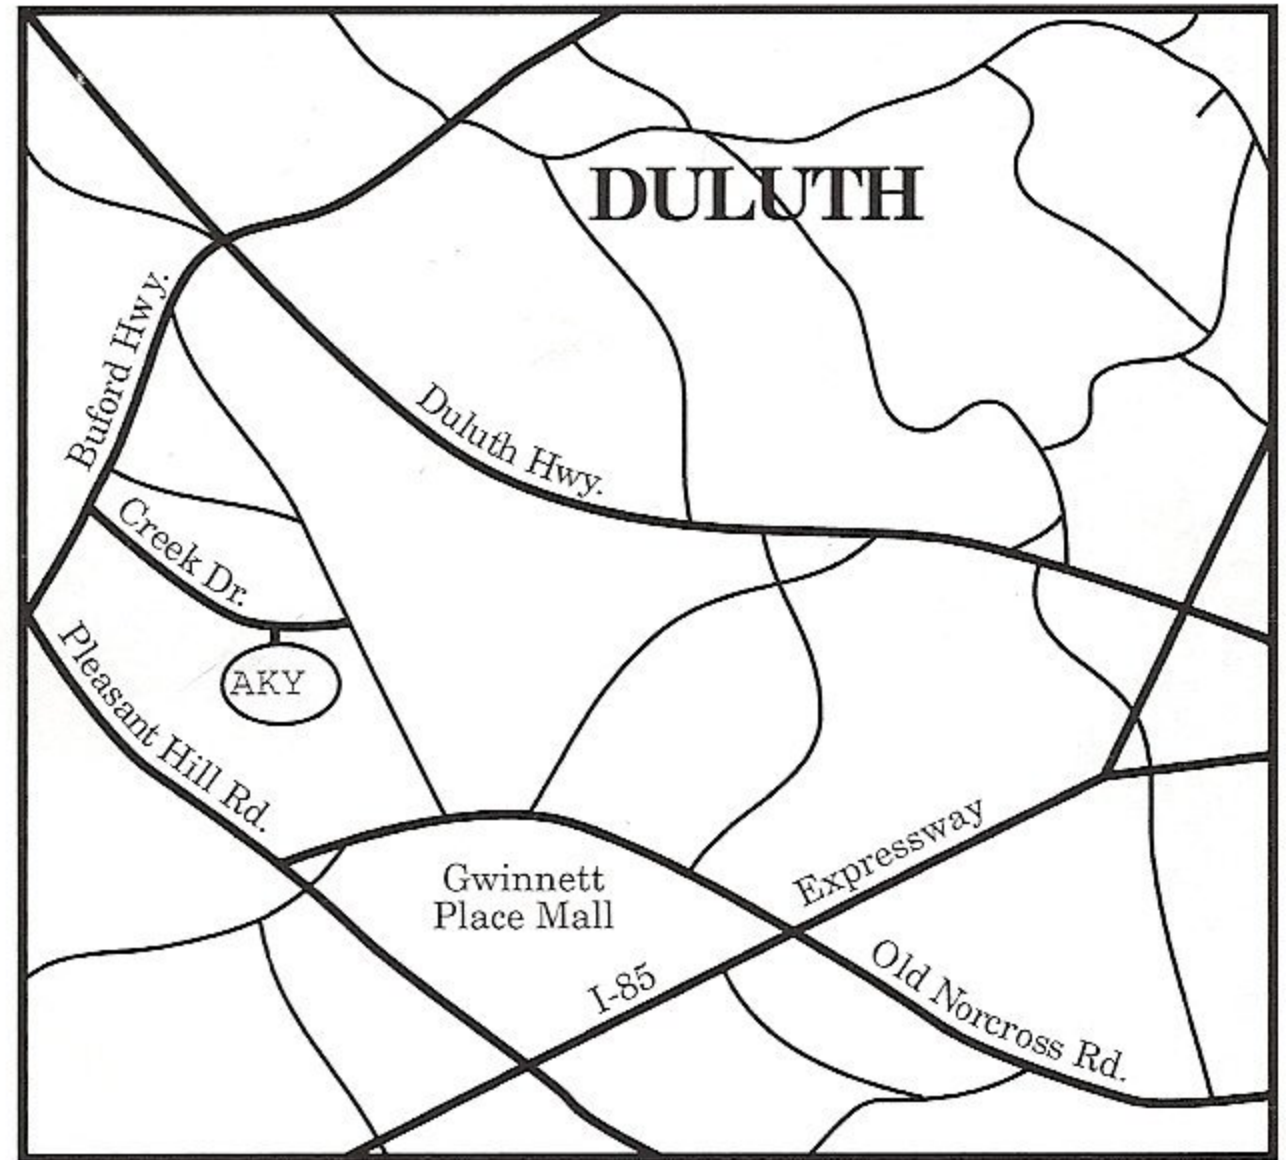 DULUTH
Buford Hwy.
Duluth Hwy.
Creek Dr.
AKY
Pleasant Hill Rd.
Gwinnett
Place Mall
Expressway
I-85
Old Norcross Rd.